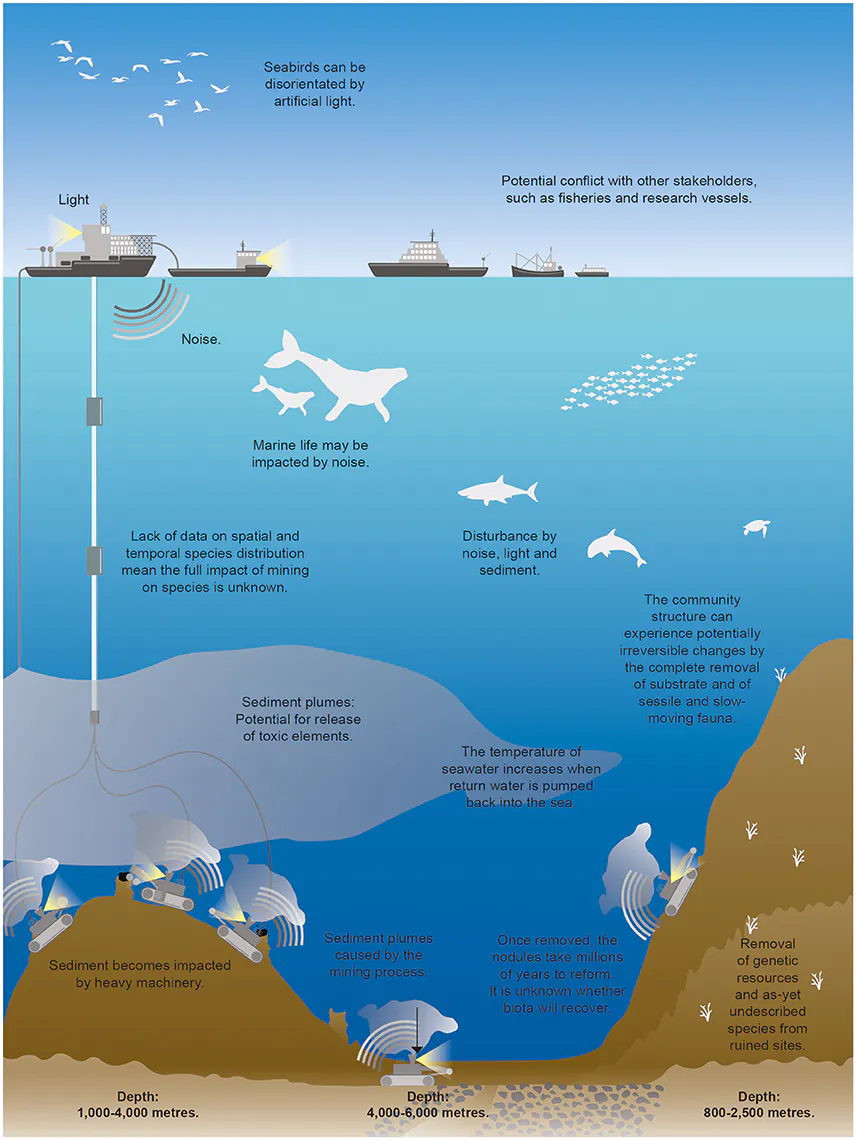 Seabirds can be
disorientated by
artificial light.
Potential conflict with other stakeholders,
such as fisheries and research vessels.
Light
Noise.
Marine life may be
impacted by noise.
Lack of data on spatial and
temporal species distribution
mean the full impact of mining
on species is unknown.
Disturbance by
noise, light and
sediment.
The community
structure can
experience potentially
irreversible changes by
the complete removal
of substrate and of
sessile and slow-
moving fauna.
Sediment plumes:
Potential for release
of toxic elements.
The temperature of
seawater increases when
return water is pumped
back into the sea.
Sediment becomes impacted
by heavy machinery.
Sediment plumes
caused by the
mining process.
Once removed, the
nodules take millions
of years to reform.
It is unknown whether
biota will recover.
Removal
of genetic
resources
and as-yet
undescribed
species from
ruined sites.
Depth:
1,000-4,000 metres.
Depth:
4,000-6,000 metres.
Depth:
800-2,500 metres.